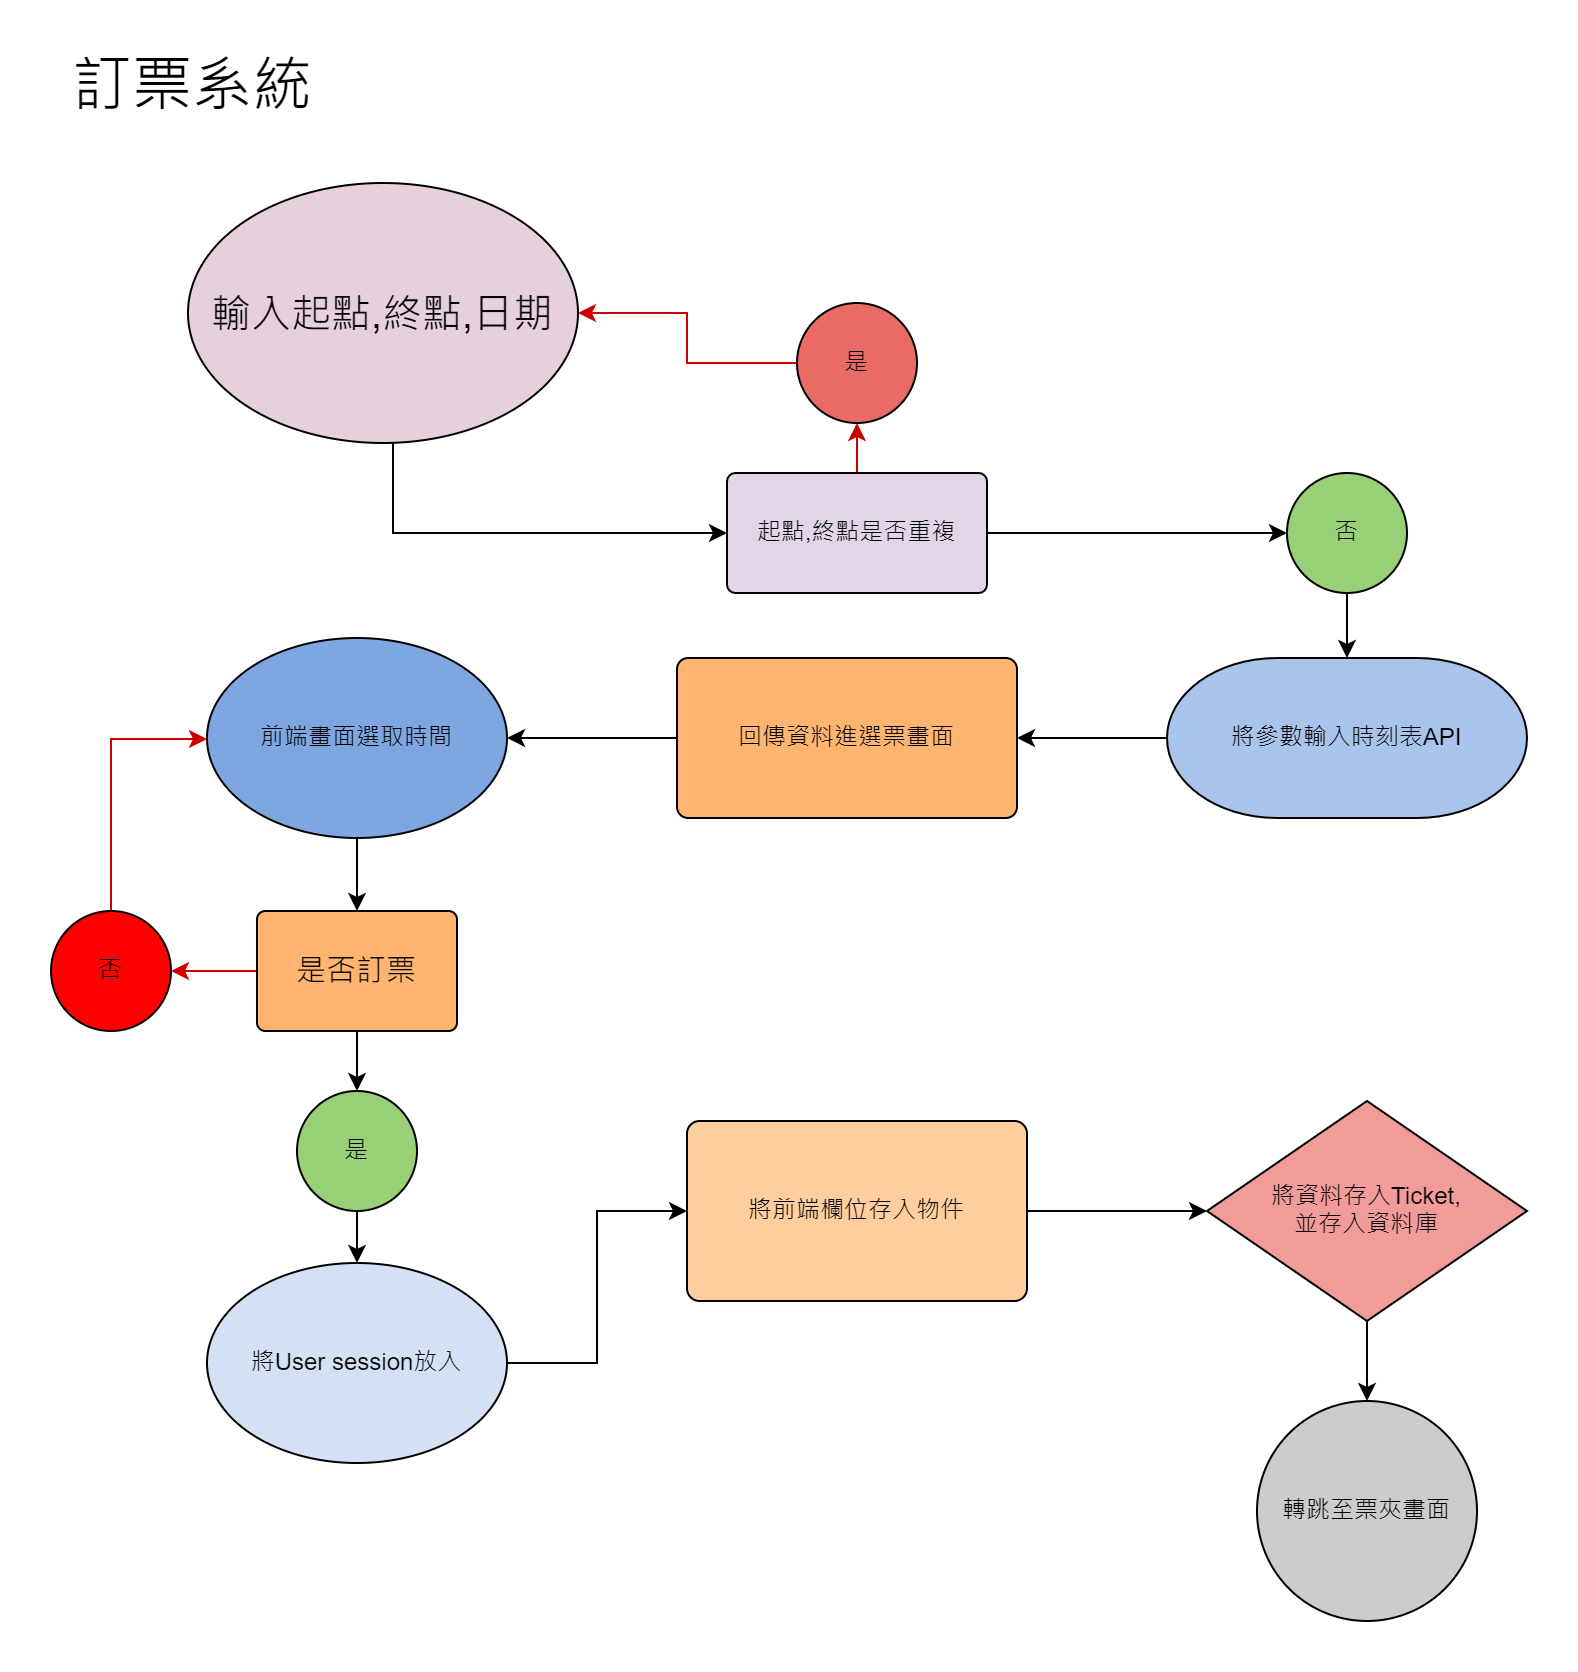 訂票系統
輸入起點,終點,日期
是
起點,終點是否重複
否
前端畫面選取時間
回傳資料進選票畫面
將參數輸入時刻表API
否
是否訂票
是
將前端欄位存入物件
將資料存入Ticket,
並存入資料庫
將User session放入
轉跳至票夾畫面